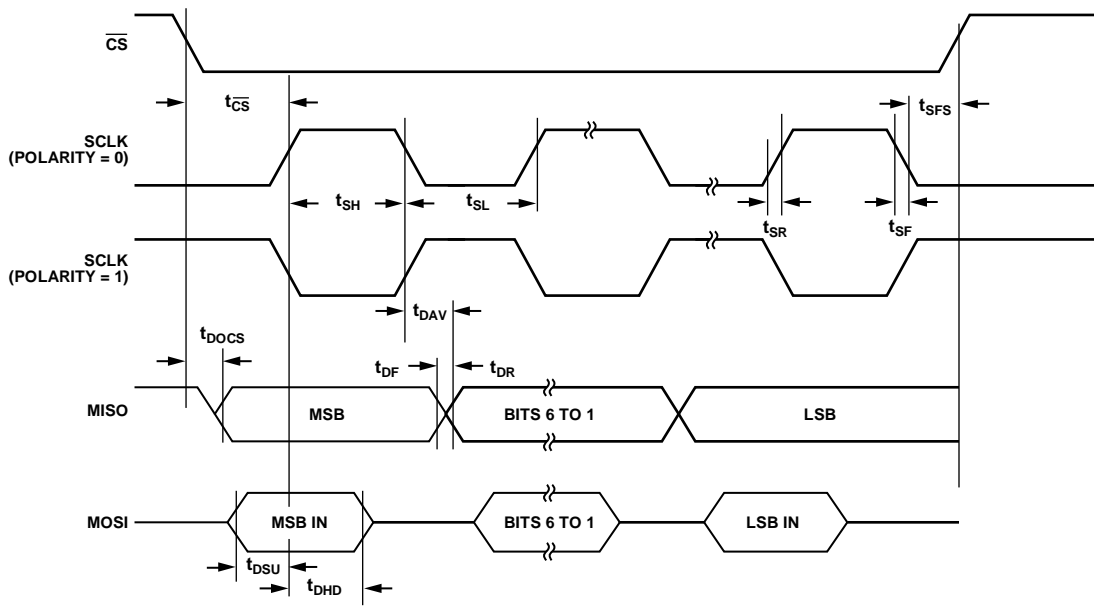 CS
tCS
tSFS
SCLK
(POLARITY = 0)
tSH
tSL
tSR
tSF
SCLK
(POLARITY = 1)
tDAV
tDOCS
tDF
tDR
MISO
MSB
BITS 6 TO 1
LSB
MOSI
MSB IN
BITS 6 TO 1
LSB IN
tDSU
tDHD